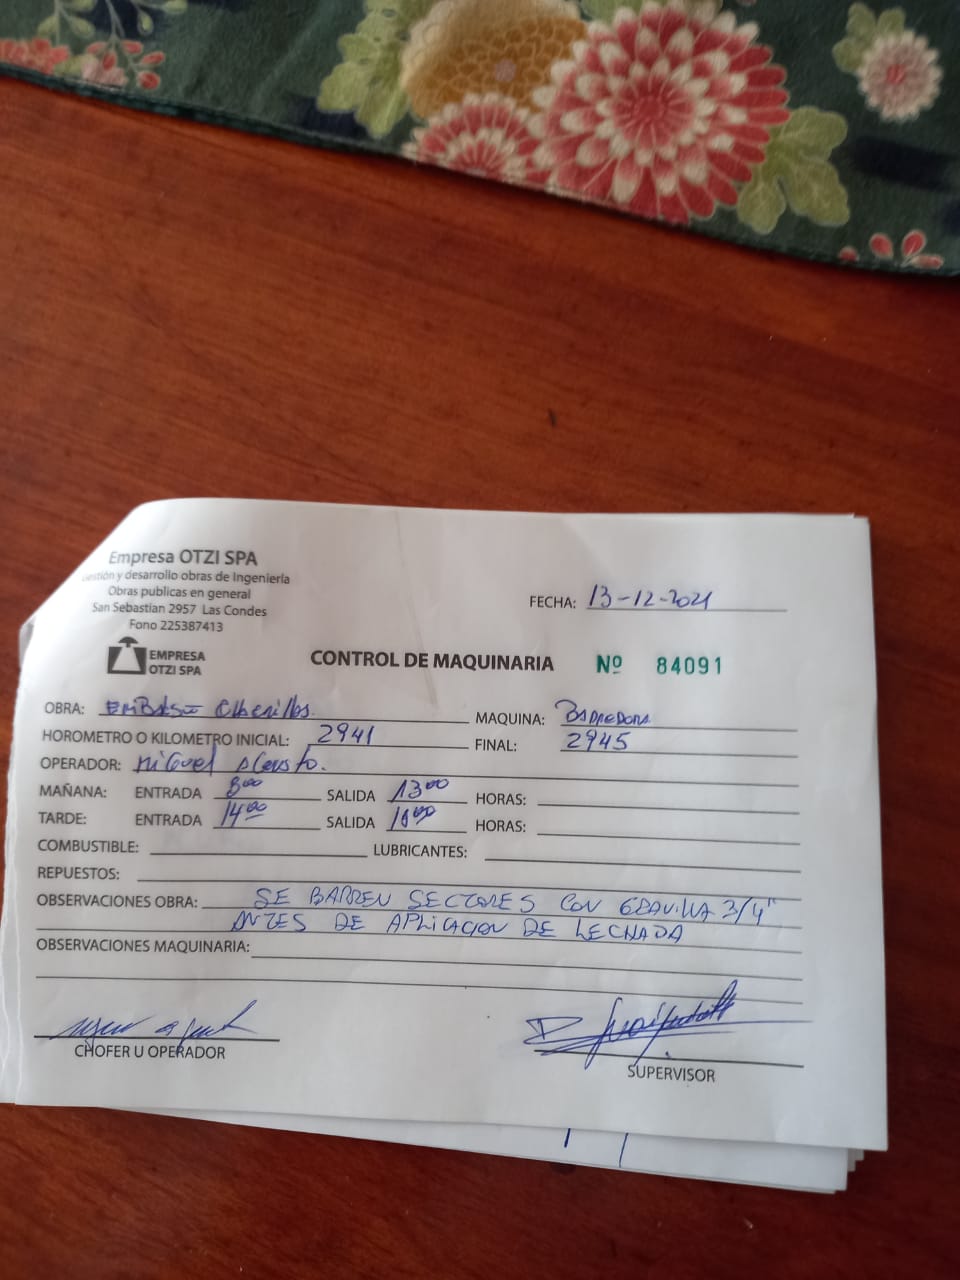 Empresa OTZI SPA
Gestión y desarrollo obras de Ingeniería
Obras publicas en general
San Sebastian 2957 Las Condes
Fono 225387413
EMPRESA
OTZI SPA
FECHA: 13-12-2021
CONTROL DE MAQUINARIA Nº 84091
OBRA: EMBALSE MAQUINA: Barredora
HOROMETRO O KILOMETRO INICIAL: 2941 FINAL: 2945
OPERADOR: Miguel
MAÑANA: ENTRADA 8:00 SALIDA 13:00 HORAS:
TARDE: ENTRADA 14:00 SALIDA HORAS:
COMBUSTIBLE: LUBRICANTES:
REPUESTOS:
OBSERVACIONES OBRA: SE BARREN SECTORES CON GRAVILLA 3/4"
ANTES DE APLICACION DE LECHADA
OBSERVACIONES MAQUINARIA:
CHOFER U OPERADOR
SUPERVISOR